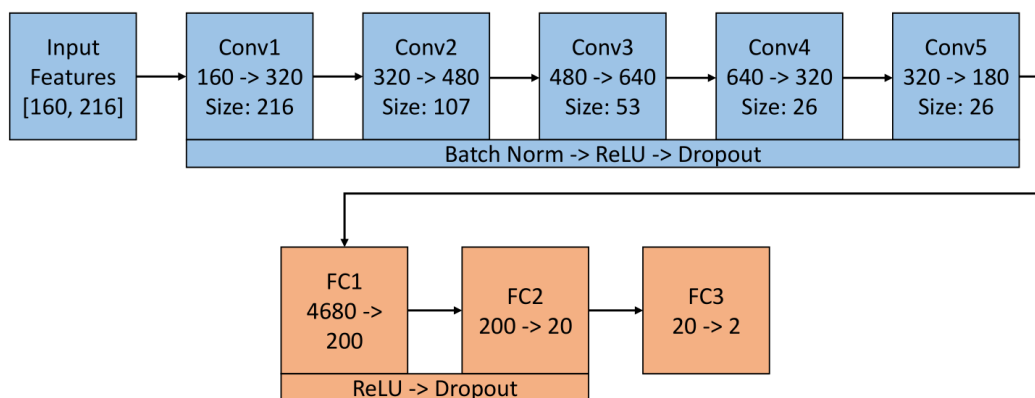 Input
Features
[160, 216]
Conv1
160 -> 320
Size: 216
Conv2
320 -> 480
Size: 107
Conv3
480 -> 640
Size: 53
Conv4
640 -> 320
Size: 26
Conv5
320 -> 180
Size: 26
Batch Norm -> ReLU -> Dropout
FC1
4680 ->
200
FC2
200 -> 20
FC3
20 -> 2
ReLU -> Dropout